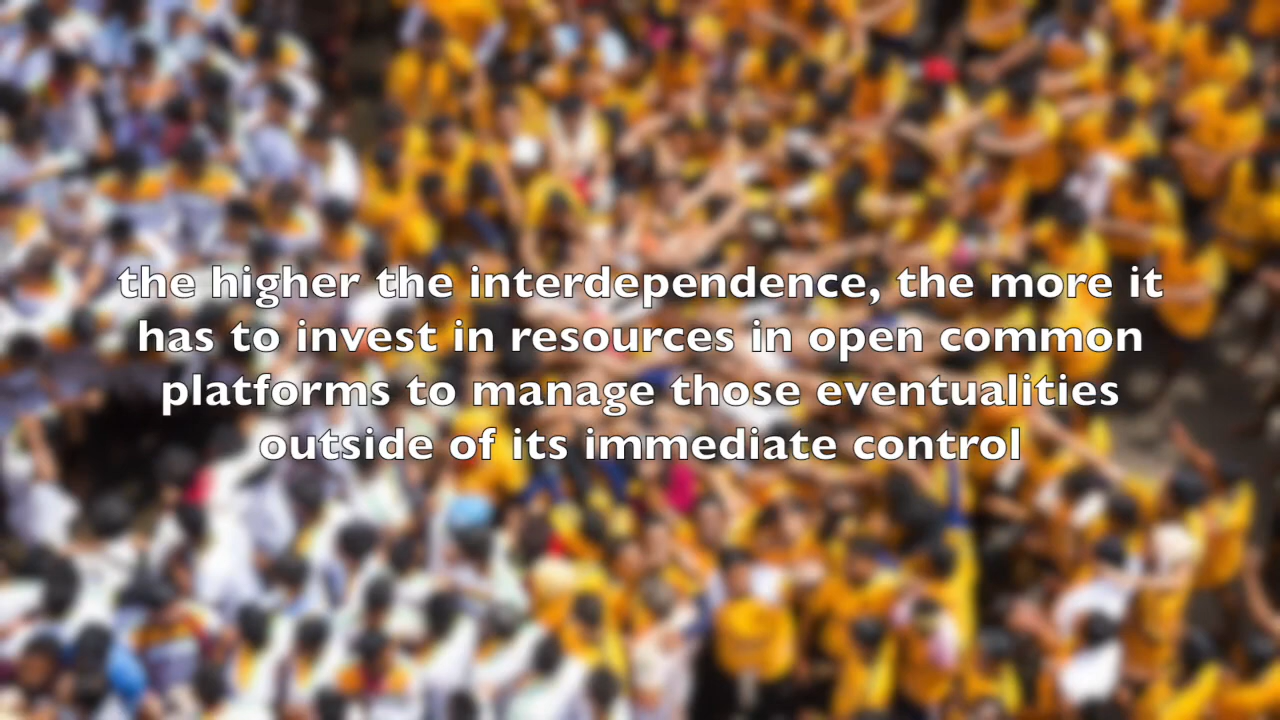 the higher the interdependence, the more it
has to invest in resources in open common
platforms to manage those eventualities
outside of its immediate control